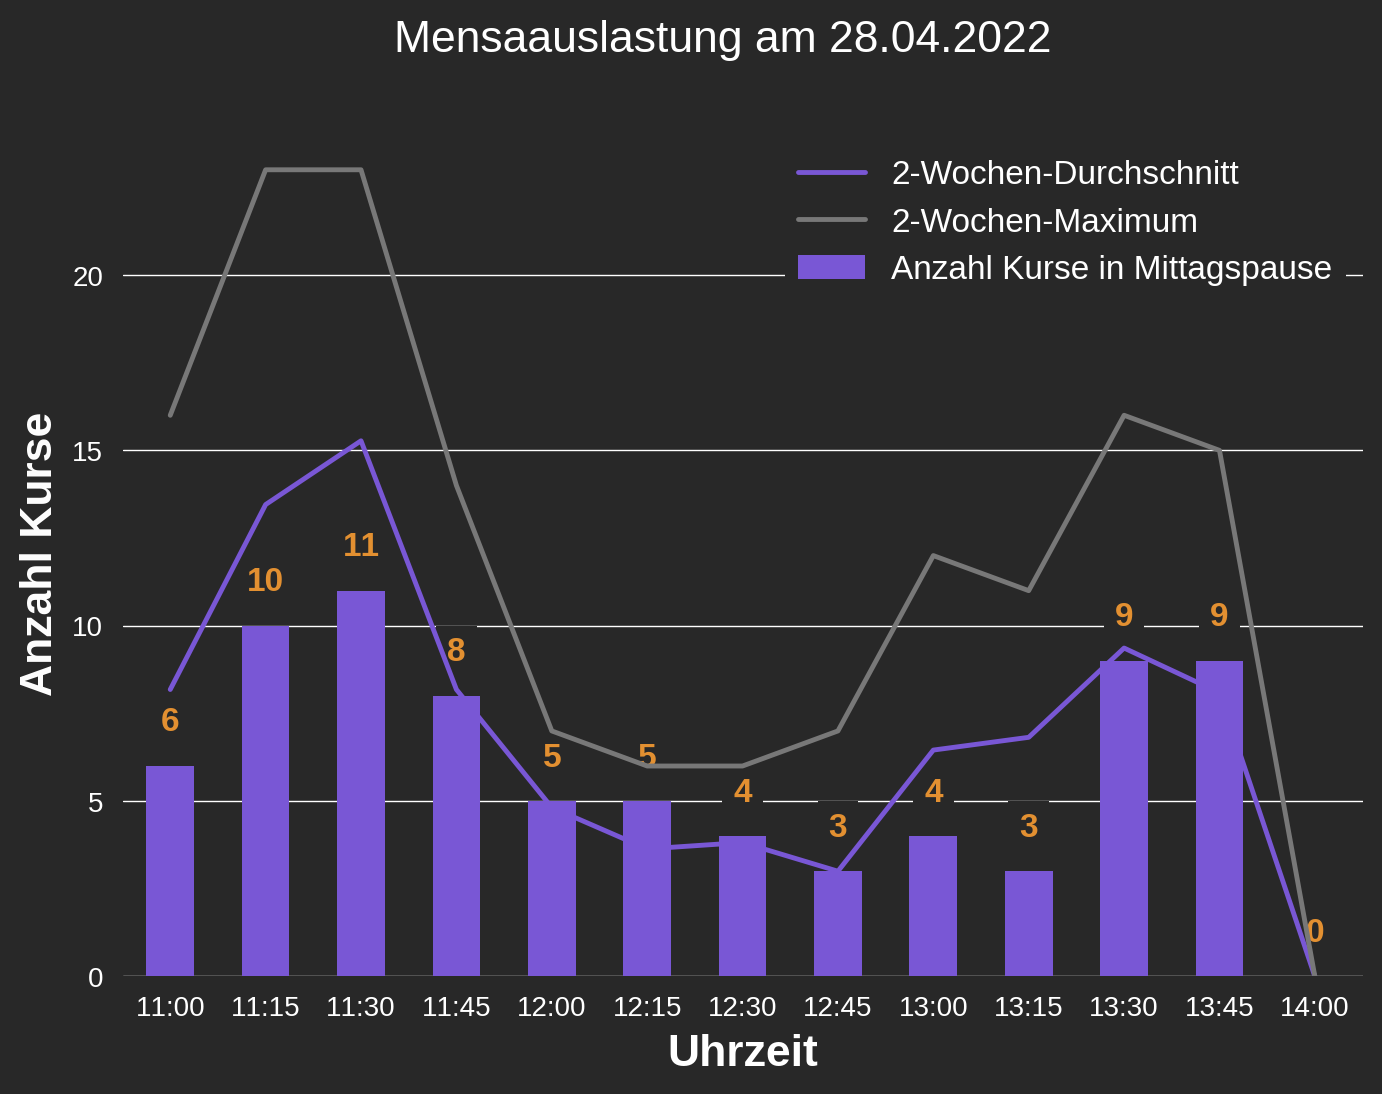 Mensaauslastung am 28.04.2022
2-Wochen-Durchschnitt
2-Wochen-Maximum
Anzahl Kurse in Mittagspause
Anzahl Kurse
20
15
10
5
0
6
10
11
8
5
5
4
3
4
3
9
9
0
11:00 11:15 11:30 11:45 12:00 12:15 12:30 12:45 13:00 13:15 13:30 13:45 14:00
Uhrzeit